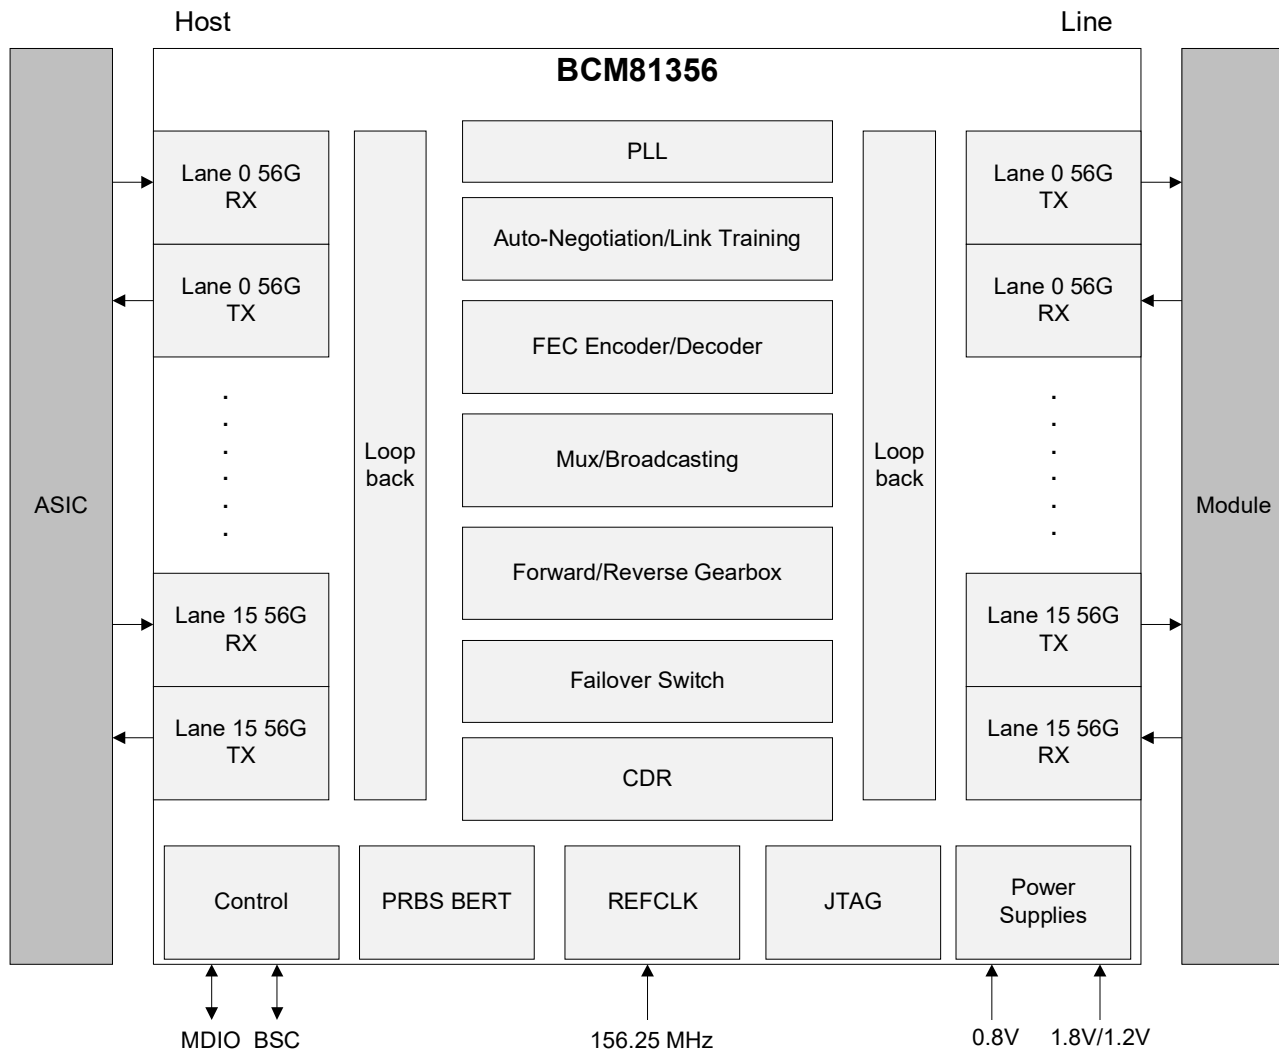 Host
Line
BCM81356
Lane 0 56G
RX
Lane 0 56G
TX
Lane 15 56G
RX
Lane 15 56G
TX
ASIC
Loop
back
PLL
Auto-Negotiation/Link Training
FEC Encoder/Decoder
Mux/Broadcasting
Forward/Reverse Gearbox
Failover Switch
CDR
Loop
back
Lane 0 56G
TX
Lane 0 56G
RX
Lane 15 56G
TX
Lane 15 56G
RX
Module
Control
PRBS BERT
REFCLK
JTAG
Power
Supplies
MDIO
BSC
156.25 MHz
0.8V
1.8V/1.2V